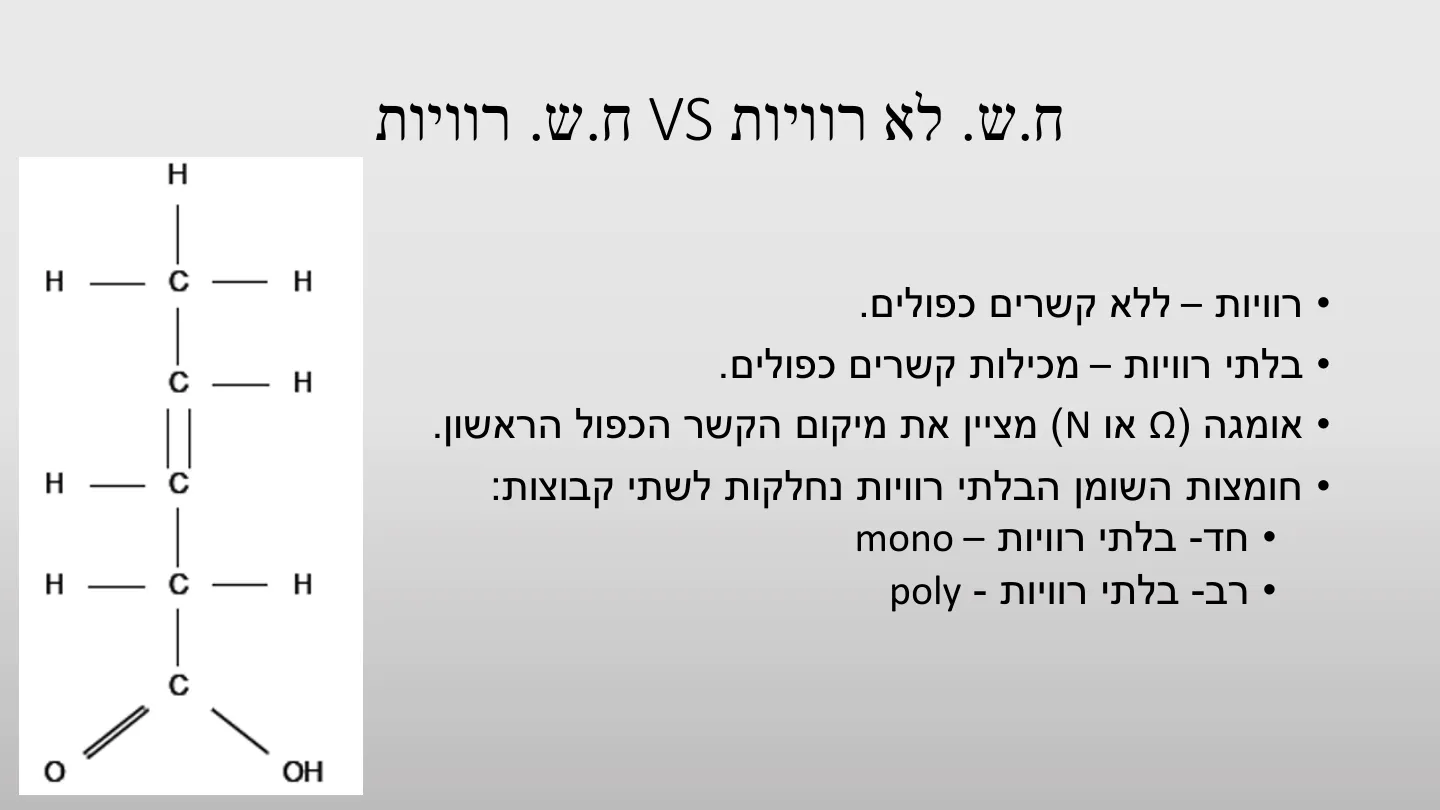 ח.ש. לא רוויות VS ח.ש. רוויות
• רוויות – ללא קשרים כפולים.
• בלתי רוויות – מכילות קשרים כפולים.
• אומגה (Ω או N) מציין את מיקום הקשר הכפול הראשון.
• חומצות השומן הבלתי רוויות נחלקות לשתי קבוצות:
• חד- בלתי רוויות – mono
• רב- בלתי רוויות - poly
H
H C H
C H
H C
H C H
C
O OH